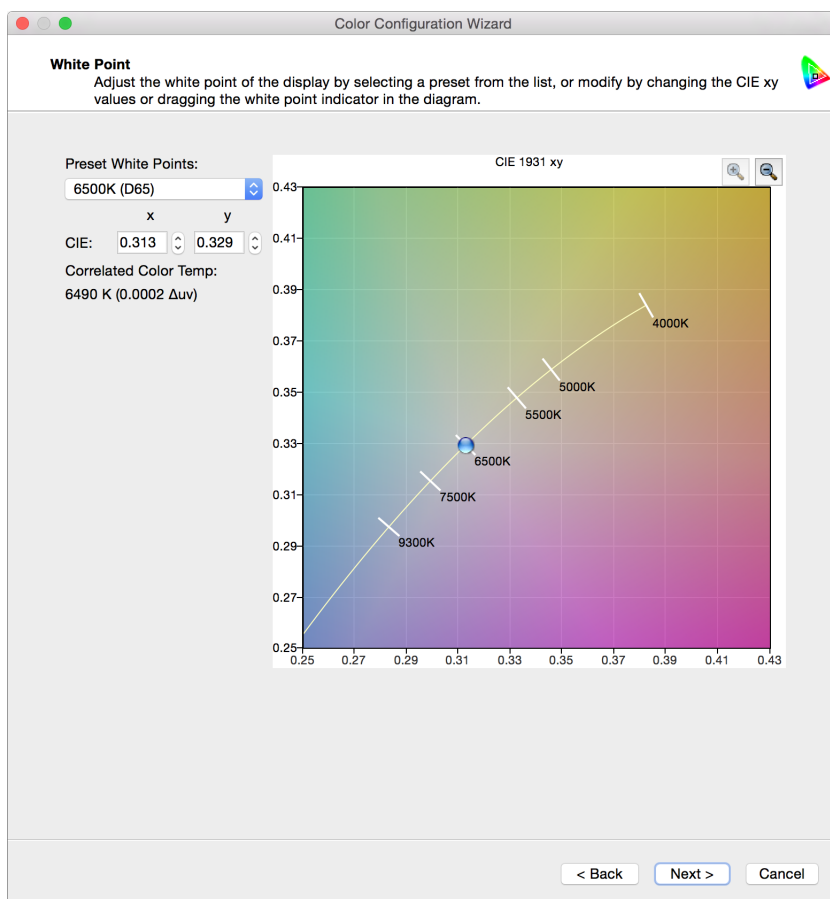 Color Configuration Wizard
White Point
Adjust the white point of the display by selecting a preset from the list, or modify by changing the CIE xy
values or dragging the white point indicator in the diagram.
Preset White Points:
6500K (D65)
x y
CIE: 0.313 0.329
Correlated Color Temp:
6490 K (0.0002 Δuv)
CIE 1931 xy
0.43
0.41
0.39
0.37
0.35
0.33
0.31
0.29
0.27
0.25
4000K
5000K
5500K
6500K
7500K
9300K
0.25 0.27 0.29 0.31 0.33 0.35 0.37 0.39 0.41 0.43
< Back Next > Cancel